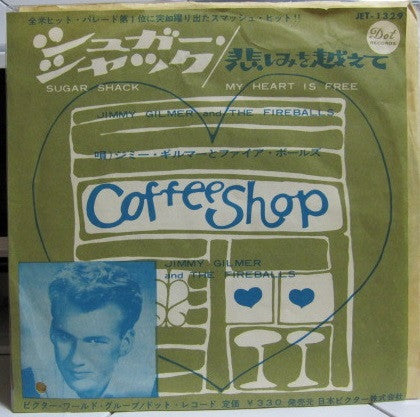 全米ヒット・パレード第1位に突如躍り出たスマッシュ・ヒット!!
JET-1329
Dot
RECORDS
シュガー・シャック/悲しみを越えて
SUGAR SHACK
MY HEART IS FREE
JIMMY GILMER and THE FIREBALLS
唄/ジミー・ギルマーとファイア・ボールズ
Coffee Shop
JIMMY GILMER
and THE FIREBALLS
ビクター・ワールド・グループ/ドット・レコード 定価 ¥330 発売元 日本ビクター株式会社